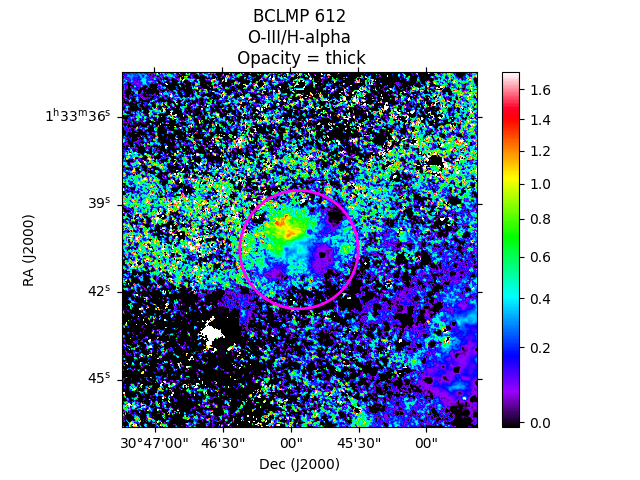 BCLMP 612
O-III/H-alpha
Opacity = thick
1ʰ33ᵐ36ˢ
39ˢ
42ˢ
45ˢ
RA (J2000)
30°47'00" 46'30" 00" 45'30" 00"
Dec (J2000)
1.6
1.4
1.2
1.0
0.8
0.6
0.4
0.2
0.0